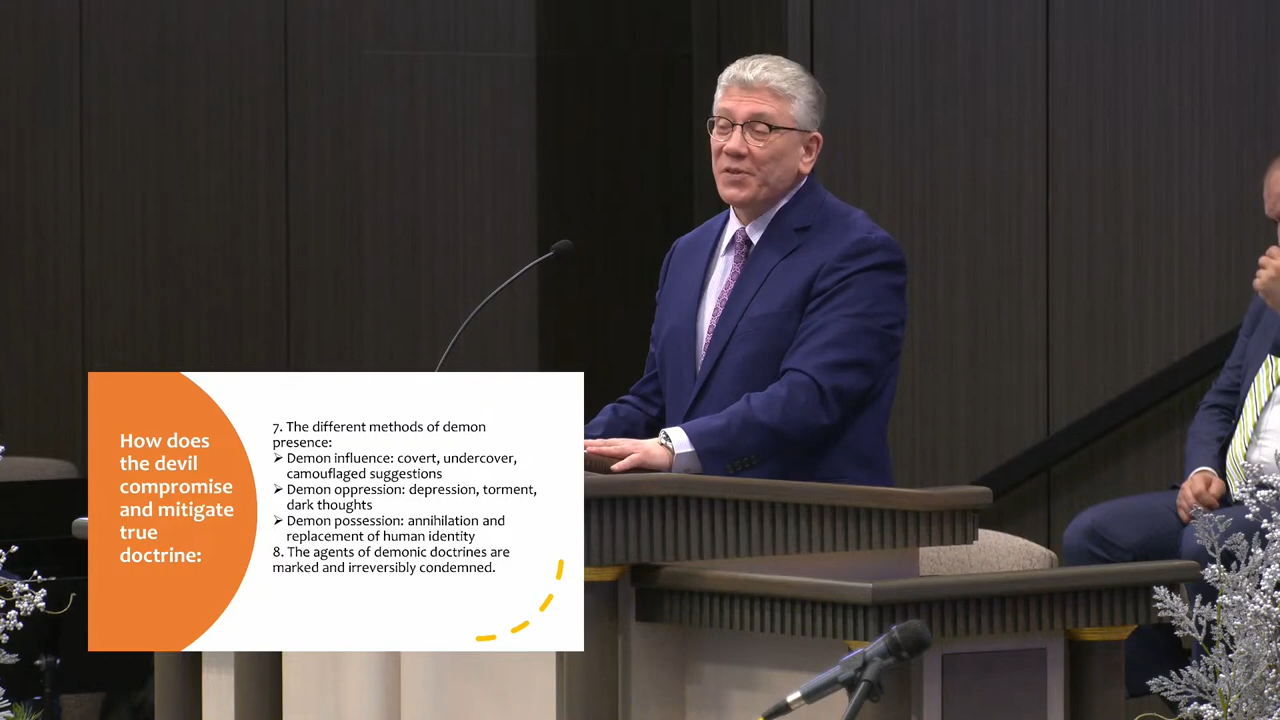 How does
the devil
compromise
and mitigate
true
doctrine:
7. The different methods of demon
presence:
➢ Demon influence: covert, undercover,
camouflaged suggestions
➢ Demon oppression: depression, torment,
dark thoughts
➢ Demon possession: annihilation and
replacement of human identity
8. The agents of demonic doctrines are
marked and irreversibly condemned.